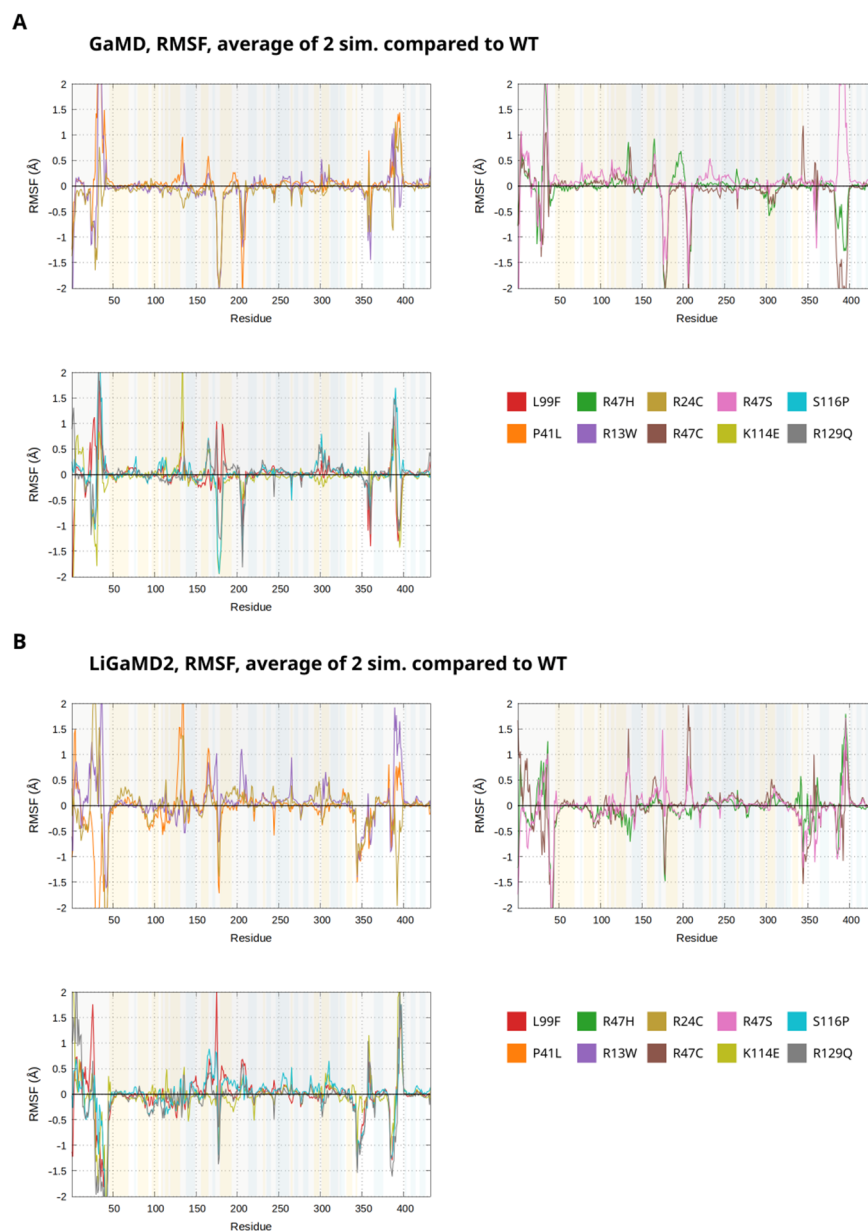 A
GaMD, RMSF, average of 2 sim. compared to WT
RMSF (Å)
2
1.5
1
0.5
0
−0.5
−1
−1.5
−2
50 100 150 200 250 300 350 400
Residue
RMSF (Å)
2
1.5
1
0.5
0
−0.5
−1
−1.5
−2
50 100 150 200 250 300 350 400
Residue
RMSF (Å)
2
1.5
1
0.5
0
−0.5
−1
−1.5
−2
50 100 150 200 250 300 350 400
Residue
L99F R47H R24C R47S S116P
P41L R13W R47C K114E R129Q
B
LiGaMD2, RMSF, average of 2 sim. compared to WT
RMSF (Å)
2
1.5
1
0.5
0
−0.5
−1
−1.5
−2
50 100 150 200 250 300 350 400
Residue
RMSF (Å)
2
1.5
1
0.5
0
−0.5
−1
−1.5
−2
50 100 150 200 250 300 350 400
Residue
RMSF (Å)
2
1.5
1
0.5
0
−0.5
−1
−1.5
−2
50 100 150 200 250 300 350 400
Residue
L99F R47H R24C R47S S116P
P41L R13W R47C K114E R129Q